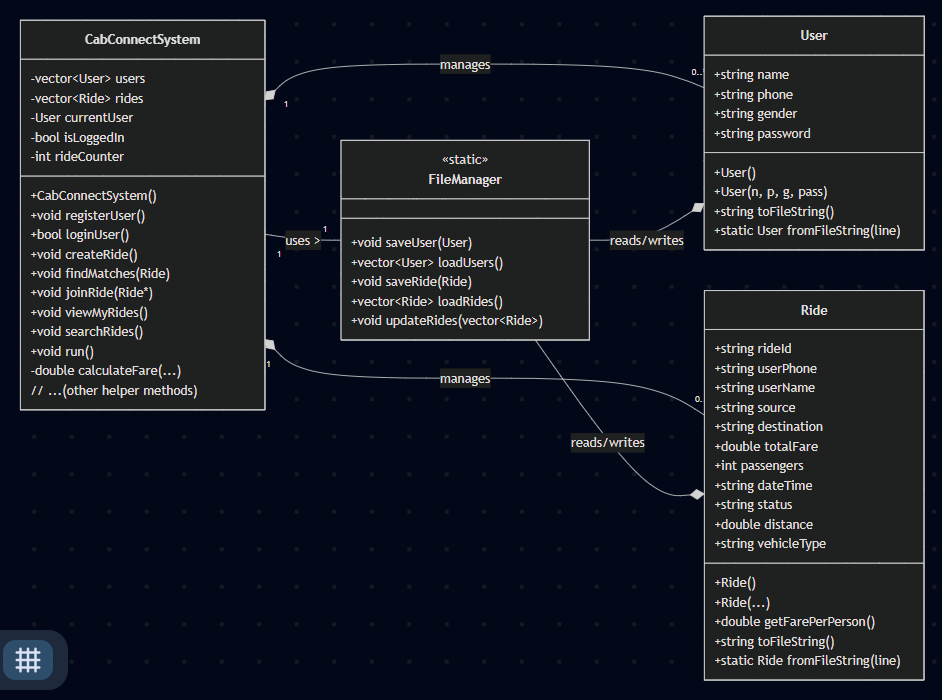 CabConnectSystem
-vector<User> users
-vector<Ride> rides
-User currentUser
-bool isLoggedIn
-int rideCounter
+CabConnectSystem()
+void registerUser()
+bool loginUser()
+void createRide()
+void findMatches(Ride)
+void joinRide(Ride*)
+void viewMyRides()
+void searchRides()
+void run()
-double calculateFare(...)
// ...(other helper methods)
manages
1
0..
uses >
1
1
«static»
FileManager
+void saveUser(User)
+vector<User> loadUsers()
+void saveRide(Ride)
+vector<Ride> loadRides()
+void updateRides(vector<Ride>)
reads/writes
User
+string name
+string phone
+string gender
+string password
+User()
+User(n, p, g, pass)
+string toFileString()
+static User fromFileString(line)
1
manages
0..
reads/writes
Ride
+string rideId
+string userPhone
+string userName
+string source
+string destination
+double totalFare
+int passengers
+string dateTime
+string status
+double distance
+string vehicleType
+Ride()
+Ride(...)
+double getFarePerPerson()
+string toFileString()
+static Ride fromFileString(line)